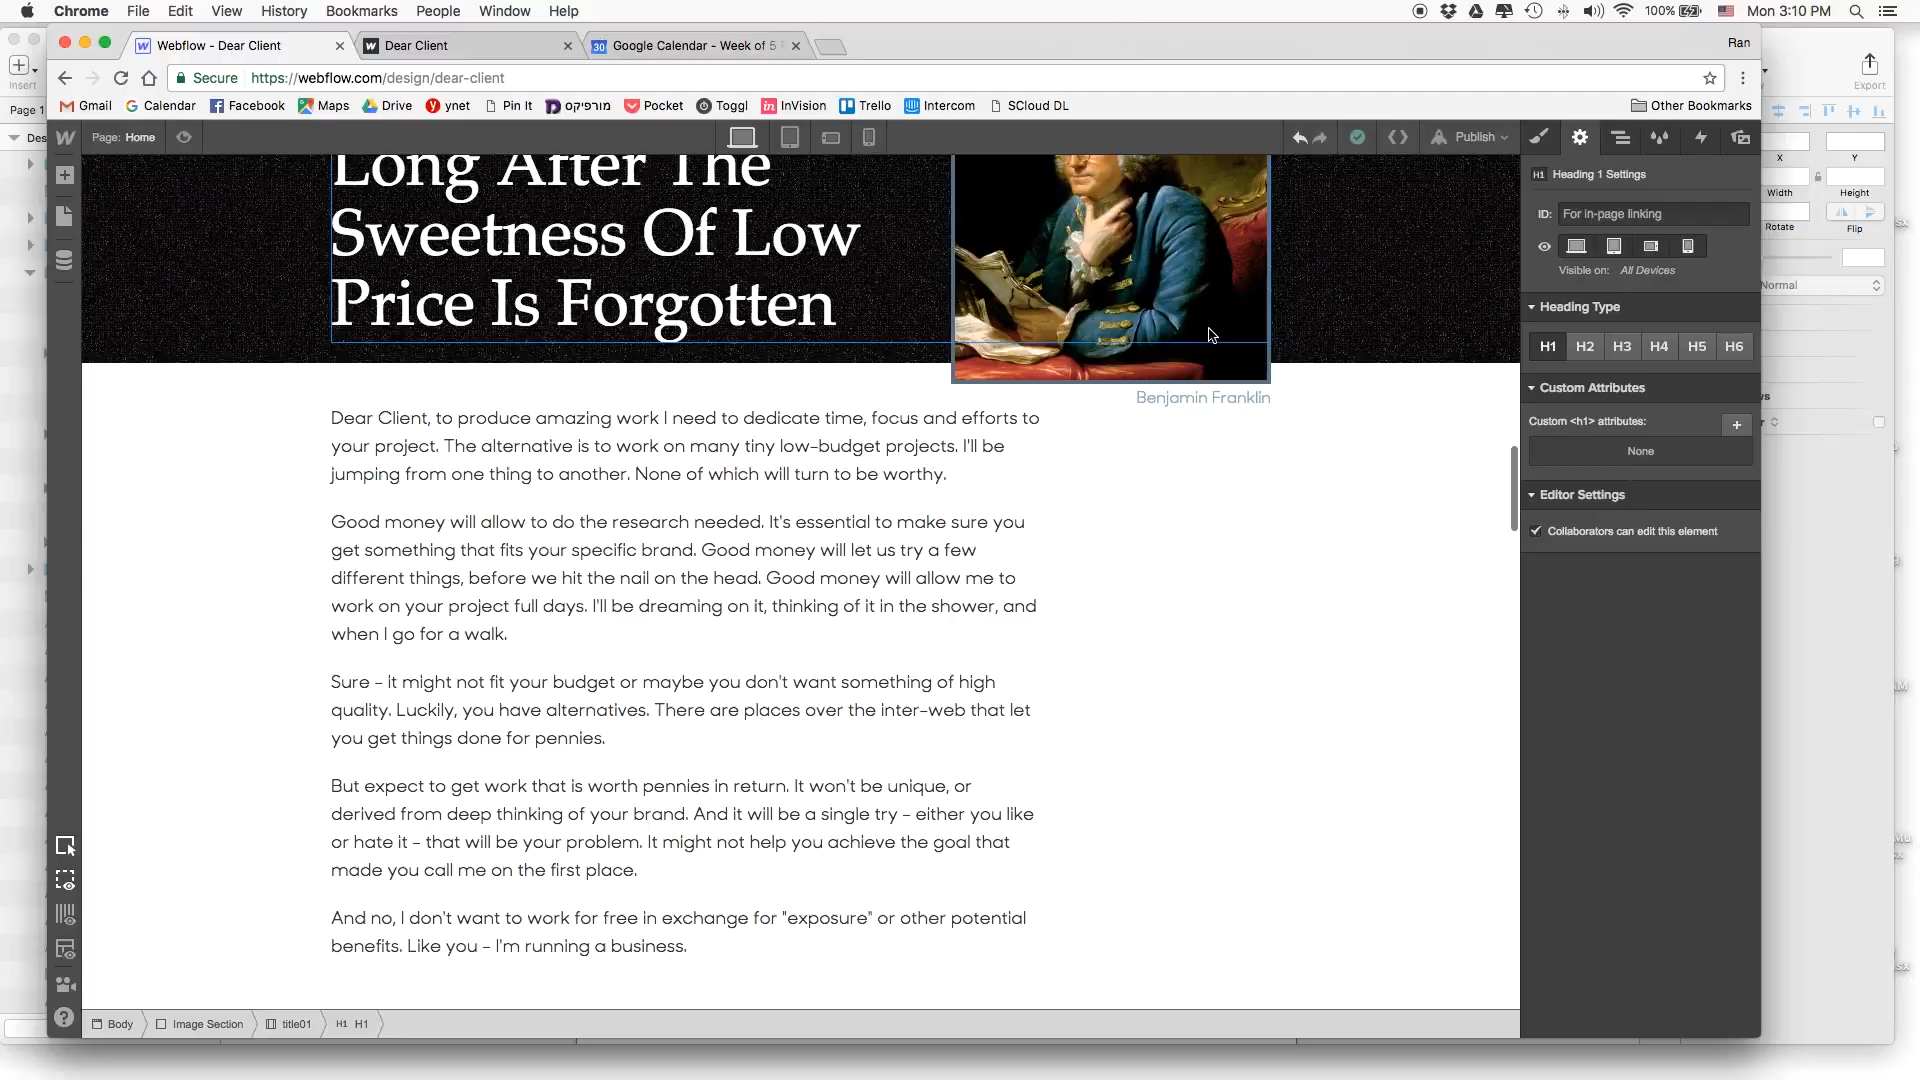 Chrome File Edit View History Bookmarks People Window Help
100% Mon 3:10 PM
Webflow - Dear Client
Dear Client
30 Google Calendar - Week of 5
Ran
Secure https://webflow.com/design/dear-client
Gmail Calendar Facebook Maps Drive ynet Pin It מורפיקס Pocket Toggl InVision Trello Intercom SCloud DL Other Bookmarks
Insert
Page 1
Export
Page: Home
Publish
Long After The
Sweetness Of Low
Price Is Forgotten
Benjamin Franklin
Dear Client, to produce amazing work I need to dedicate time, focus and efforts to
your project. The alternative is to work on many tiny low-budget projects. I'll be
jumping from one thing to another. None of which will turn to be worthy.
Good money will allow to do the research needed. It's essential to make sure you
get something that fits your specific brand. Good money will let us try a few
different things, before we hit the nail on the head. Good money will allow me to
work on your project full days. I'll be dreaming on it, thinking of it in the shower, and
when I go for a walk.
Sure - it might not fit your budget or maybe you don't want something of high
quality. Luckily, you have alternatives. There are places over the inter-web that let
you get things done for pennies.
But expect to get work that is worth pennies in return. It won't be unique, or
derived from deep thinking of your brand. And it will be a single try - either you like
or hate it - that will be your problem. It might not help you achieve the goal that
made you call me on the first place.
And no, I don't want to work for free in exchange for "exposure" or other potential
benefits. Like you - I'm running a business.
H1 Heading 1 Settings
ID: For in-page linking
Visible on: All Devices
Heading Type
H1 H2 H3 H4 H5 H6
Custom Attributes
Custom <h1> attributes: +
None
Editor Settings
Collaborators can edit this element
X Y
Width Height
Rotate Flip
Normal
Body Image Section title01 H1 H1